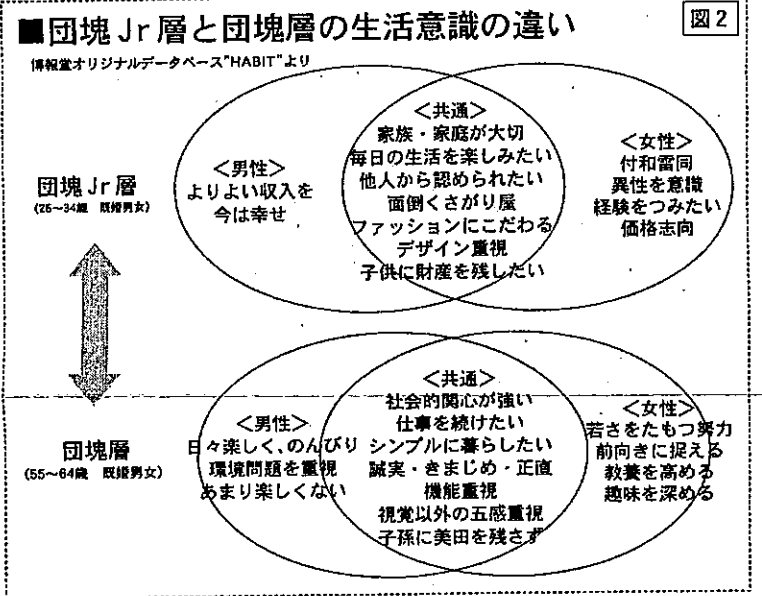 ■団塊Jr層と団塊層の生活意識の違い
図2
博報堂オリジナルデータベース"HABIT"より
団塊Jr層
(25〜34歳 既婚男女)
<男性>
よりよい収入を
今は幸せ
<共通>
家族・家庭が大切
毎日の生活を楽しみたい
他人から認められたい
面倒くさがり屋
ファッションにこだわる
デザイン重視
子供に財産を残したい
<女性>
付和雷同
異性を意識
経験をつみたい
価格志向
団塊層
(55〜64歳 既婚男女)
<男性>
日々楽しく、のんびり
環境問題を重視
あまり楽しくない
<共通>
社会的関心が強い
仕事を続けたい
シンプルに暮らしたい
誠実・きまじめ・正直
機能重視
視覚以外の五感重視
子孫に美田を残さず
<女性>
若さをたもつ努力
前向きに捉える
教養を高める
趣味を深める